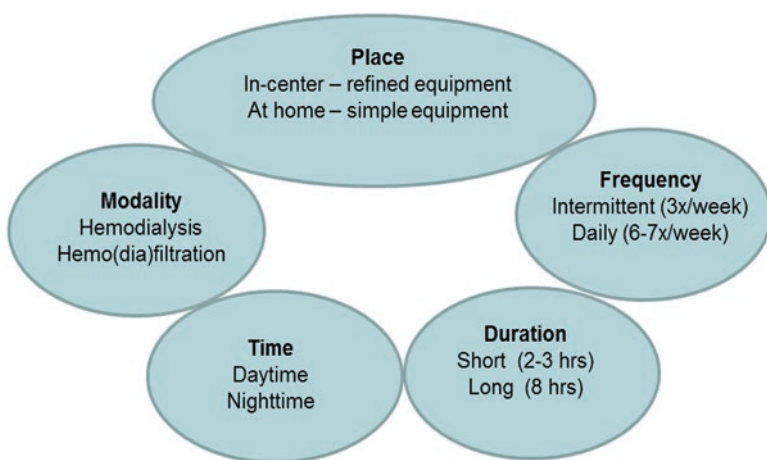 Place
In-center – refined equipment
At home – simple equipment
Modality
Hemodialysis
Hemo(dia)filtration
Frequency
Intermittent (3x/week)
Daily (6-7x/week)
Time
Daytime
Nighttime
Duration
Short (2-3 hrs)
Long (8 hrs)